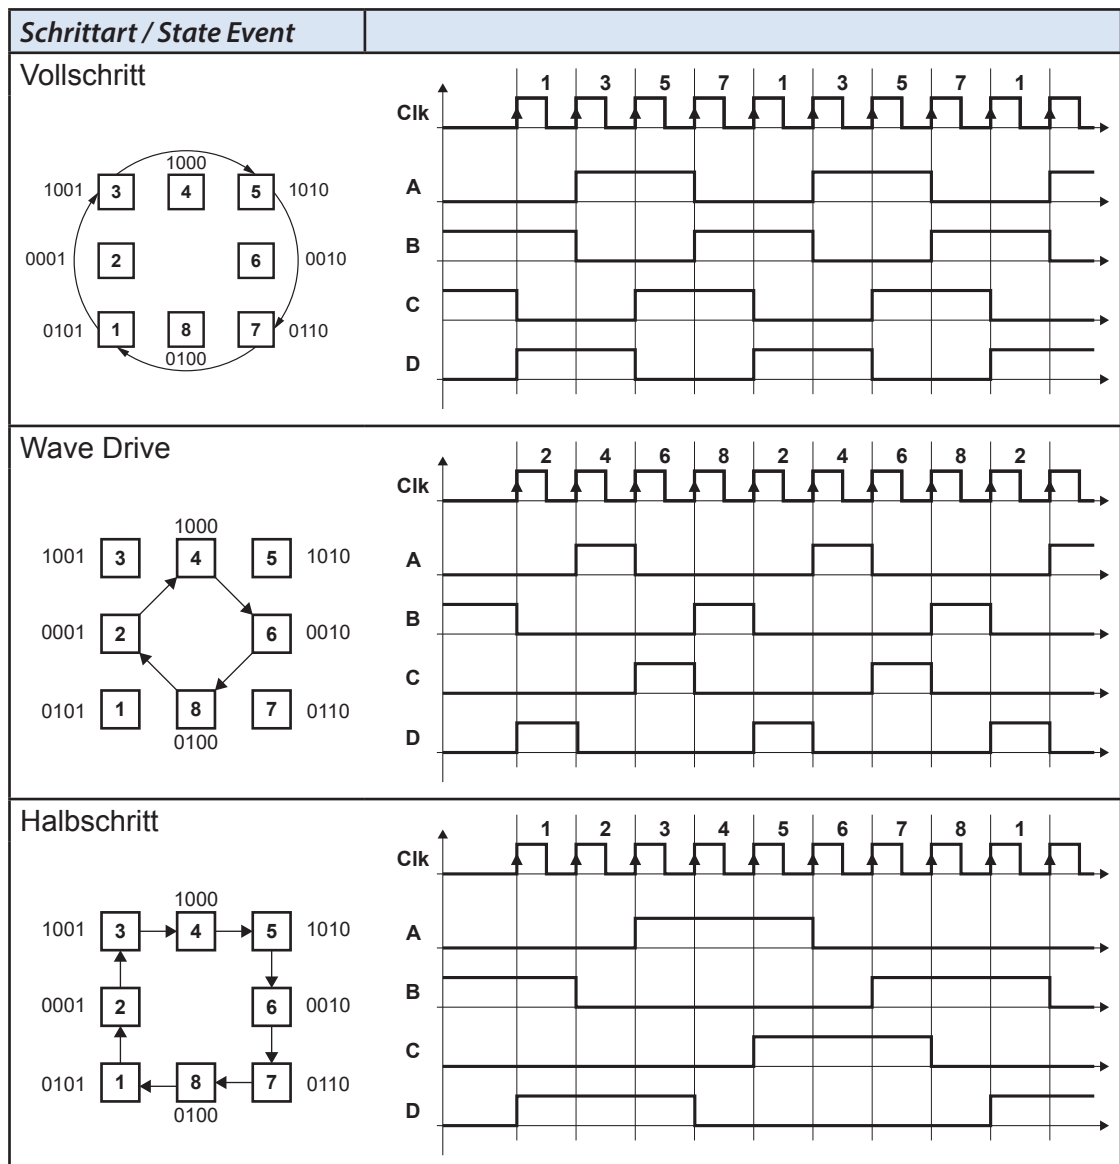 Schrittart / State Event
Vollschritt
1 3 5 7 1 3 5 7 1
Clk
1000
1001 3 4 5 1010
A
0001 2 6 0010
B
0101 1 8 7 0110
0100
C
D
Wave Drive
2 4 6 8 2 4 6 8 2
Clk
1000
1001 3 4 5 1010
A
0001 2 6 0010
B
C
0101 1 8 7 0110
0100
D
Halbschritt
1 2 3 4 5 6 7 8 1
Clk
1000
1001 3 4 5 1010
A
0001 2 6 0010
B
C
0101 1 8 7 0110
0100
D